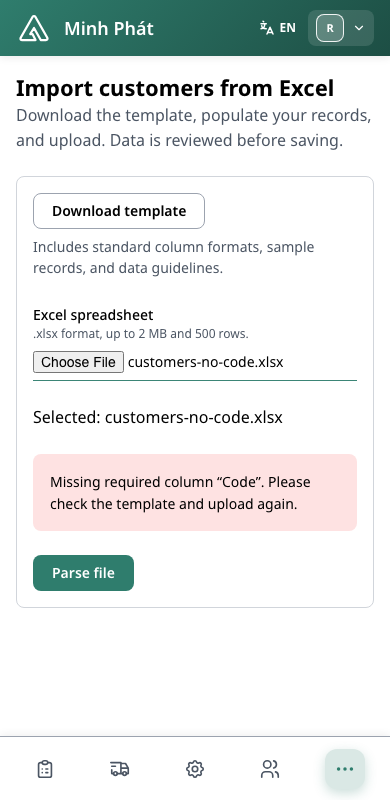 Minh Phát
EN
R
Import customers from Excel
Download the template, populate your records,
and upload. Data is reviewed before saving.
Download template
Includes standard column formats, sample
records, and data guidelines.
Excel spreadsheet
.xlsx format, up to 2 MB and 500 rows.
Choose File customers-no-code.xlsx
Selected: customers-no-code.xlsx
Missing required column “Code”. Please
check the template and upload again.
Parse file